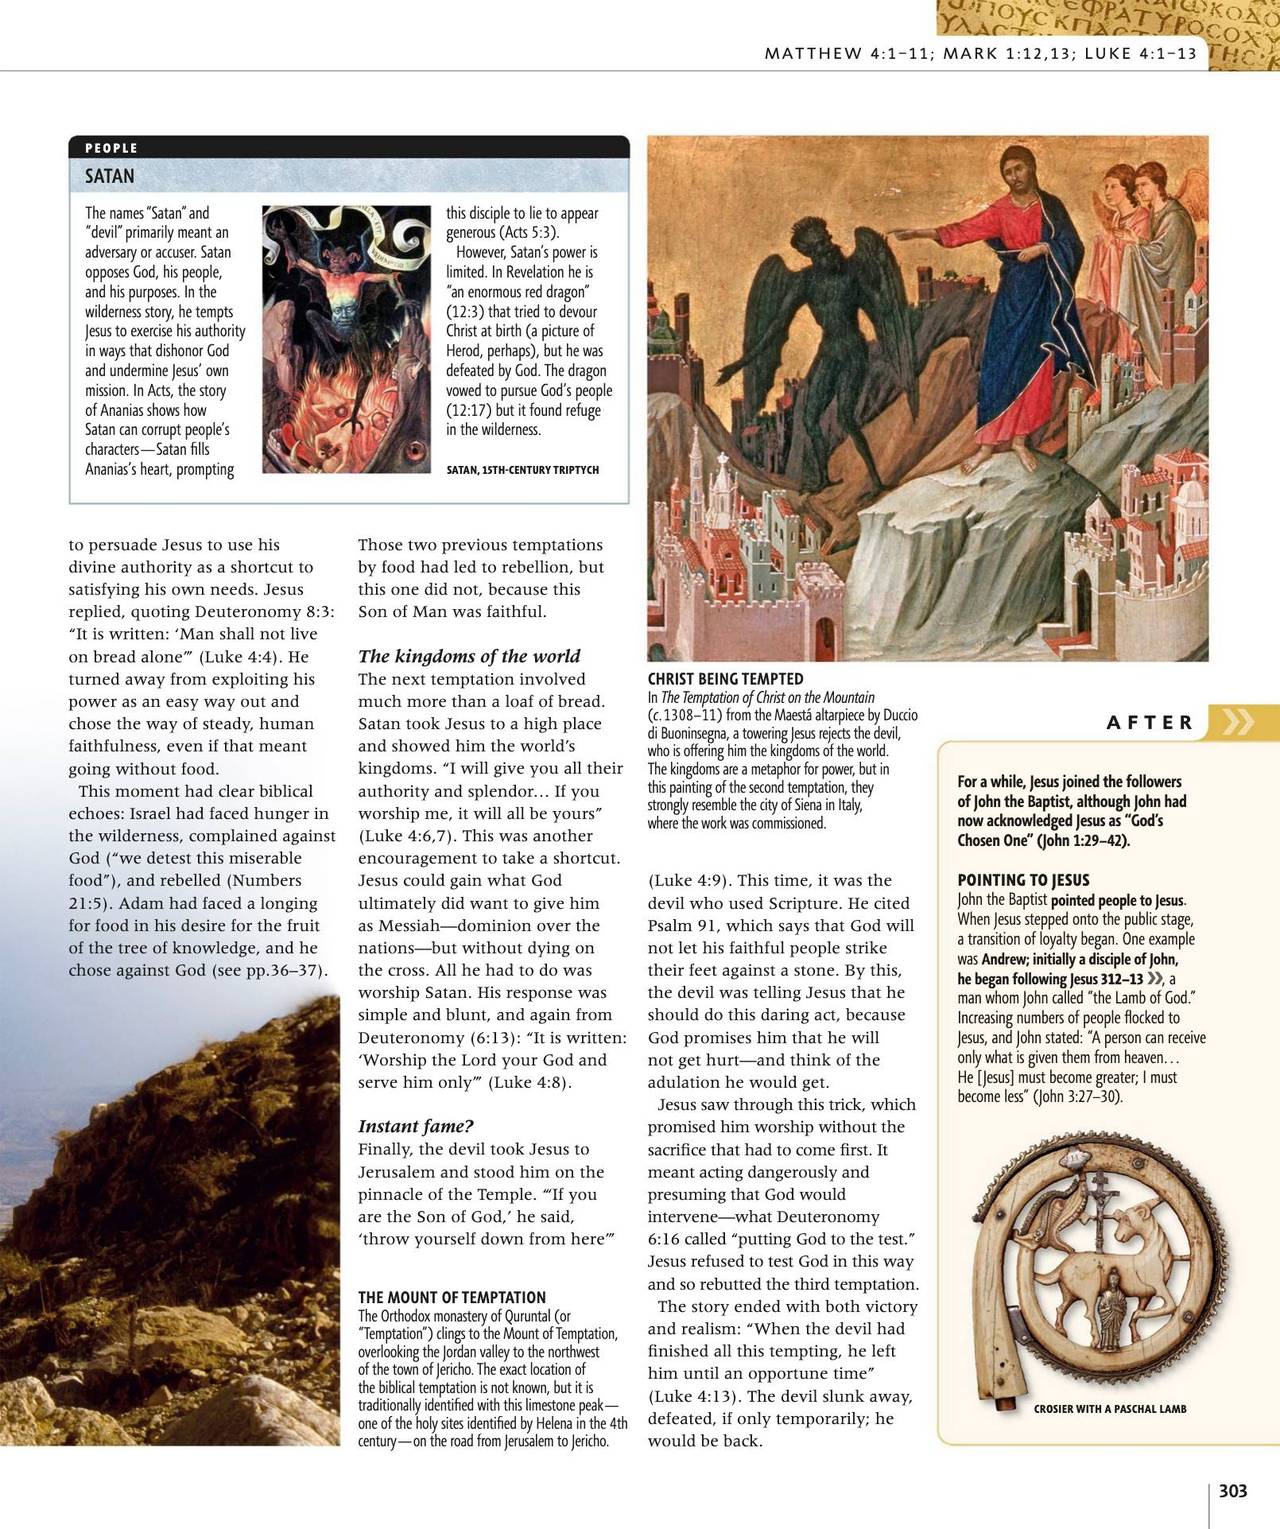 MATTHEW 4:1–11; MARK 1:12,13; LUKE 4:1–13
PEOPLE
SATAN
The names “Satan” and
“devil” primarily meant an
adversary or accuser. Satan
opposes God, his people,
and his purposes. In the
wilderness story, he tempts
Jesus to exercise his authority
in ways that dishonor God
and undermine Jesus’ own
mission. In Acts, the story
of Ananias shows how
Satan can corrupt people’s
characters—Satan fills
Ananias’s heart, prompting
this disciple to lie to appear
generous (Acts 5:3).
However, Satan’s power is
limited. In Revelation he is
“an enormous red dragon”
(12:3) that tried to devour
Christ at birth (a picture of
Herod, perhaps), but he was
defeated by God. The dragon
vowed to pursue God’s people
(12:17) but it found refuge
in the wilderness.
SATAN, 15TH-CENTURY TRIPTYCH
to persuade Jesus to use his
divine authority as a shortcut to
satisfying his own needs. Jesus
replied, quoting Deuteronomy 8:3:
“It is written: ‘Man shall not live
on bread alone’” (Luke 4:4). He
turned away from exploiting his
power as an easy way out and
chose the way of steady, human
faithfulness, even if that meant
going without food.
This moment had clear biblical
echoes: Israel had faced hunger in
the wilderness, complained against
God (“we detest this miserable
food”), and rebelled (Numbers
21:5). Adam had faced a longing
for food in his desire for the fruit
of the tree of knowledge, and he
chose against God (see pp.36–37).
Those two previous temptations
by food had led to rebellion, but
this one did not, because this
Son of Man was faithful.
The kingdoms of the world
The next temptation involved
much more than a loaf of bread.
Satan took Jesus to a high place
and showed him the world’s
kingdoms. “I will give you all their
authority and splendor… If you
worship me, it will all be yours”
(Luke 4:6,7). This was another
encouragement to take a shortcut.
Jesus could gain what God
ultimately did want to give him
as Messiah—dominion over the
nations—but without dying on
the cross. All he had to do was
worship Satan. His response was
simple and blunt, and again from
Deuteronomy (6:13): “It is written:
‘Worship the Lord your God and
serve him only’” (Luke 4:8).
Instant fame?
Finally, the devil took Jesus to
Jerusalem and stood him on the
pinnacle of the Temple. “‘If you
are the Son of God,’ he said,
‘throw yourself down from here’”
THE MOUNT OF TEMPTATION
The Orthodox monastery of Quruntal (or
“Temptation”) clings to the Mount of Temptation,
overlooking the Jordan valley to the northwest
of the town of Jericho. The exact location of
the biblical temptation is not known, but it is
traditionally identified with this limestone peak—
one of the holy sites identified by Helena in the 4th
century—on the road from Jerusalem to Jericho.
CHRIST BEING TEMPTED
In The Temptation of Christ on the Mountain
(c.1308–11) from the Maestá altarpiece by Duccio
di Buoninsegna, a towering Jesus rejects the devil,
who is offering him the kingdoms of the world.
The kingdoms are a metaphor for power, but in
this painting of the second temptation, they
strongly resemble the city of Siena in Italy,
where the work was commissioned.
(Luke 4:9). This time, it was the
devil who used Scripture. He cited
Psalm 91, which says that God will
not let his faithful people strike
their feet against a stone. By this,
the devil was telling Jesus that he
should do this daring act, because
God promises him that he will
not get hurt—and think of the
adulation he would get.
Jesus saw through this trick, which
promised him worship without the
sacrifice that had to come first. It
meant acting dangerously and
presuming that God would
intervene—what Deuteronomy
6:16 called “putting God to the test.”
Jesus refused to test God in this way
and so rebutted the third temptation.
The story ended with both victory
and realism: “When the devil had
finished all this tempting, he left
him until an opportune time”
(Luke 4:13). The devil slunk away,
defeated, if only temporarily; he
would be back.
AFTER
For a while, Jesus joined the followers
of John the Baptist, although John had
now acknowledged Jesus as “God’s
Chosen One” (John 1:29–42).
POINTING TO JESUS
John the Baptist pointed people to Jesus.
When Jesus stepped onto the public stage,
a transition of loyalty began. One example
was Andrew; initially a disciple of John,
he began following Jesus 312–13 », a
man whom John called “the Lamb of God.”
Increasing numbers of people flocked to
Jesus, and John stated: “A person can receive
only what is given them from heaven…
He [Jesus] must become greater; I must
become less” (John 3:27–30).
CROSIER WITH A PASCHAL LAMB
303